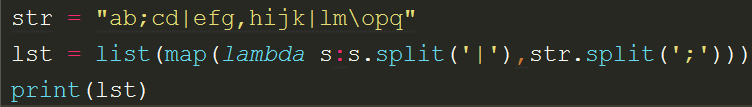 str = "ab;cd|efg,hijk|lm\opq"
lst = list(map(lambda s:s.split('|'),str.split(';')))
print(lst)